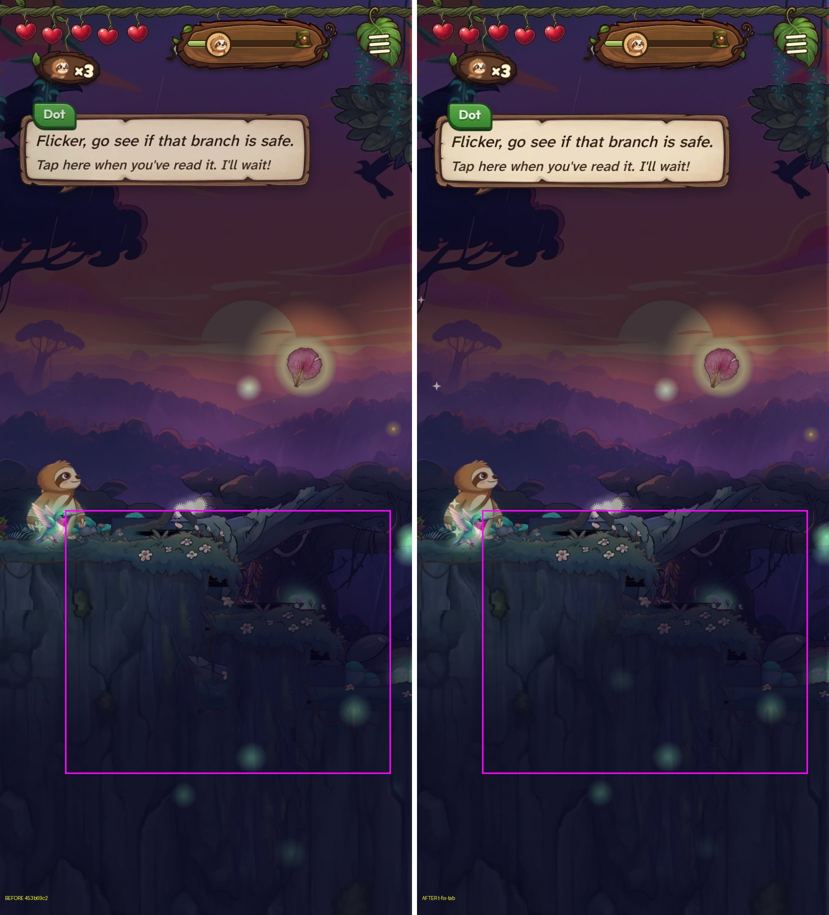 ×3
Dot
Flicker, go see if that branch is safe.
Tap here when you've read it. I'll wait!
BEFORE 453b69c2
×3
Dot
Flicker, go see if that branch is safe.
Tap here when you've read it. I'll wait!